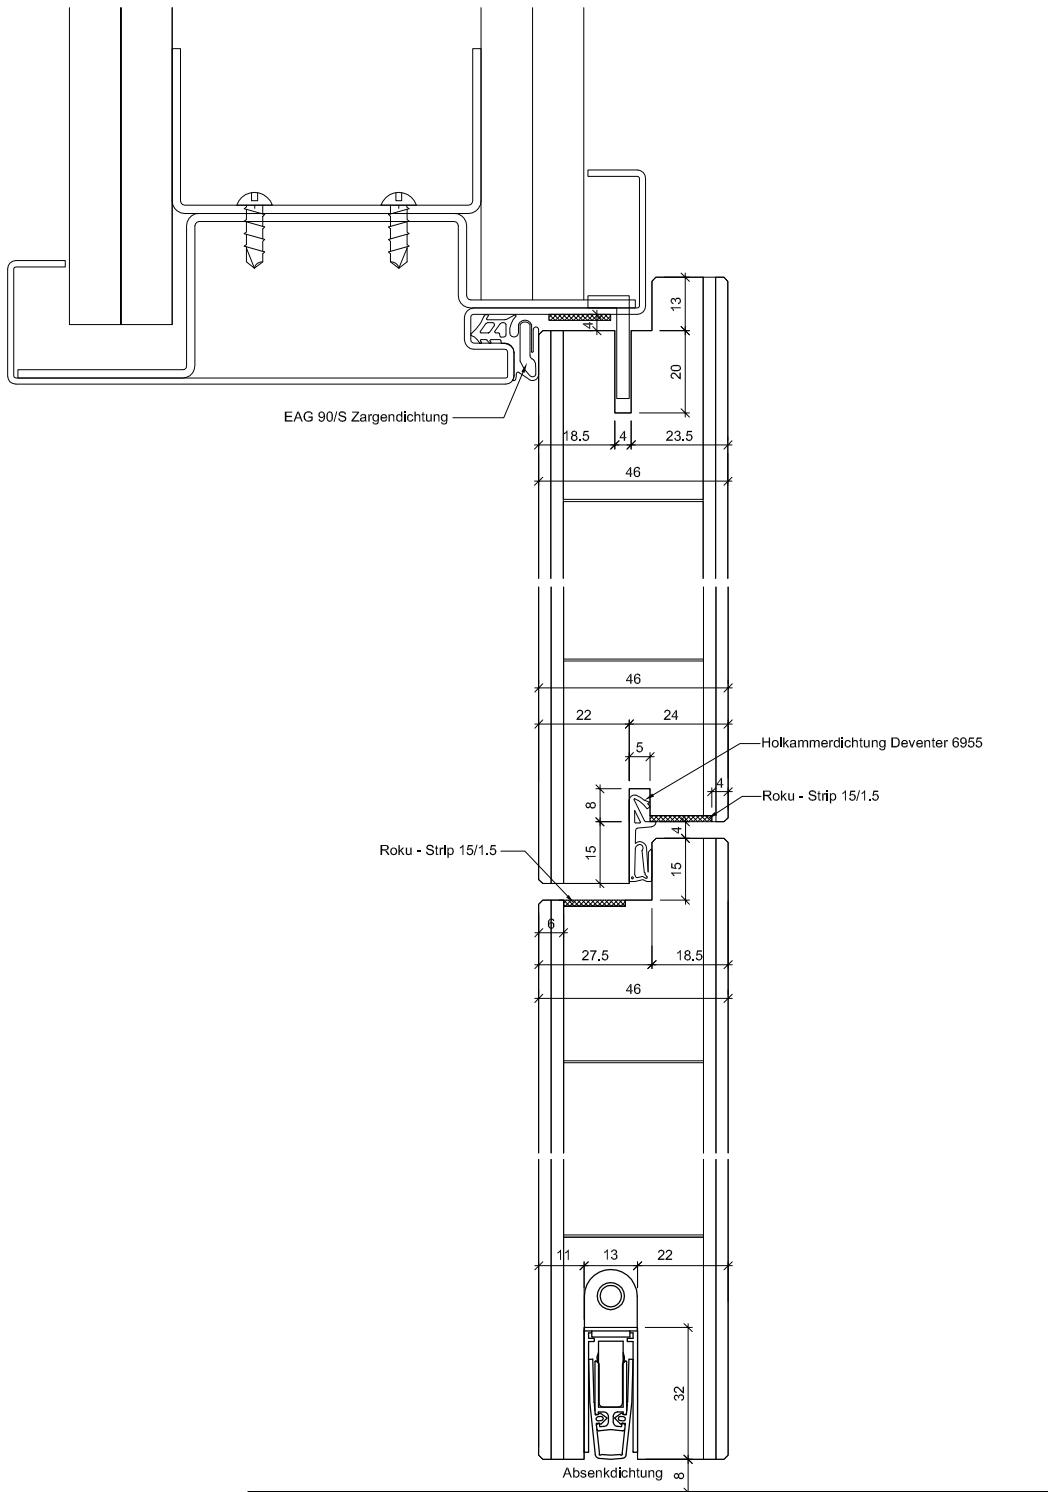 13
4
20
EAG 90/S Zargendichtung
18.5 4 23.5
46
46
22 24
5
Holkammerdichtung Deventer 6955
4
Roku - Strip 15/1.5
8
4
Roku - Strip 15/1.5
15
15
6
27.5 18.5
46
11 13 22
32
Absenkdichtung
8